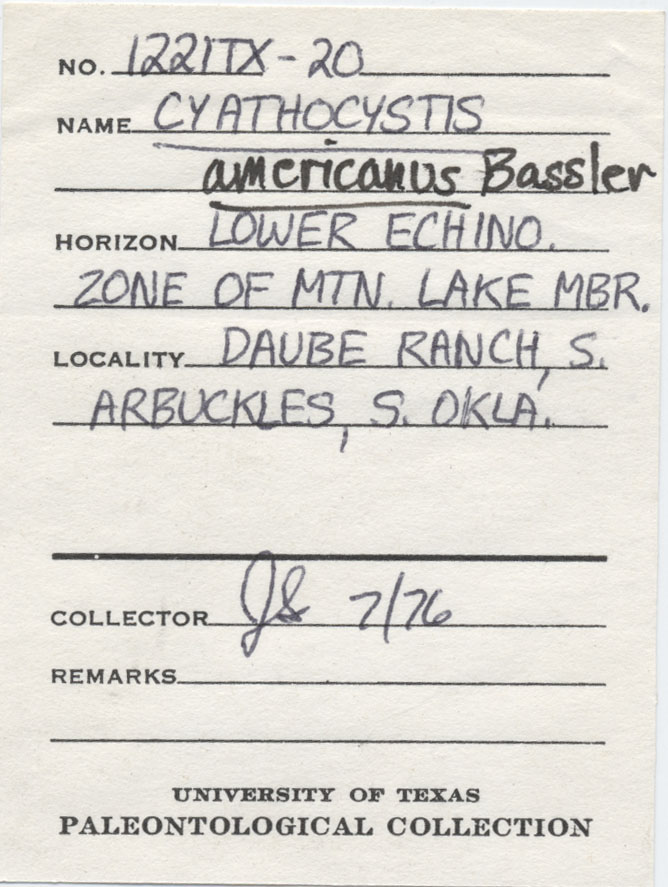 NO. 1221TX-20
NAME CYATHOCYSTIS
americanus Bassler
HORIZON LOWER ECHINO.
ZONE OF MTN. LAKE MBR.
LOCALITY DAUBE RANCH, S.
ARBUCKLES, S. OKLA.
COLLECTOR 7/76
REMARKS
UNIVERSITY OF TEXAS
PALEONTOLOGICAL COLLECTION